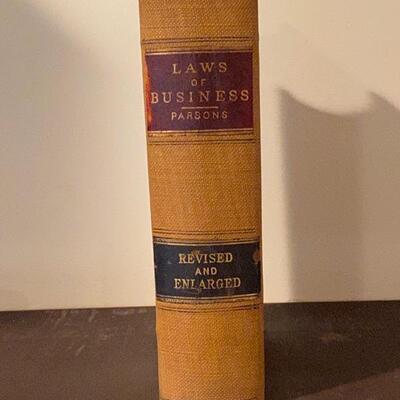 LAWS
OF
BUSINESS
PARSONS
REVISED
AND
ENLARGED